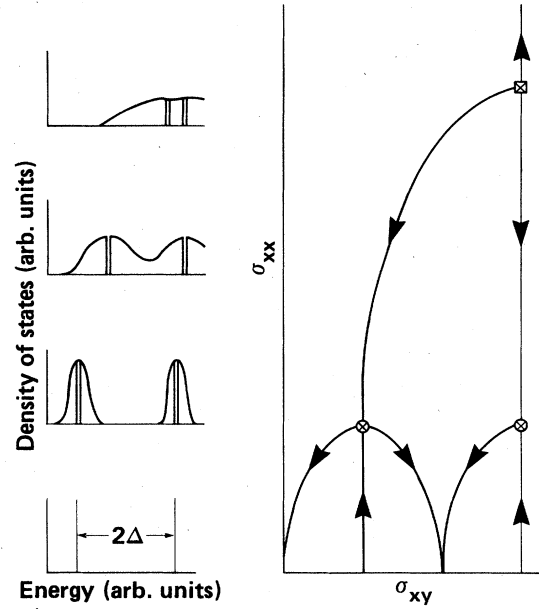 Density of states (arb. units)
2Δ
Energy (arb. units)
σxx
σxy